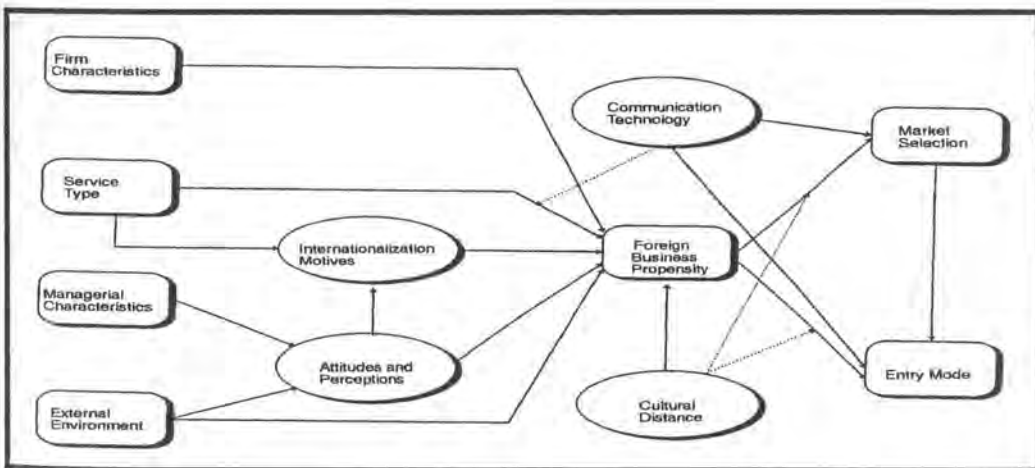 Firm
Characteristics
Communication
Technology
Market
Selection
Service
Type
Internationalization
Motives
Foreign
Business
Propensity
Managerial
Characteristics
Attitudes and
Perceptions
Entry Mode
External
Environment
Cultural
Distance